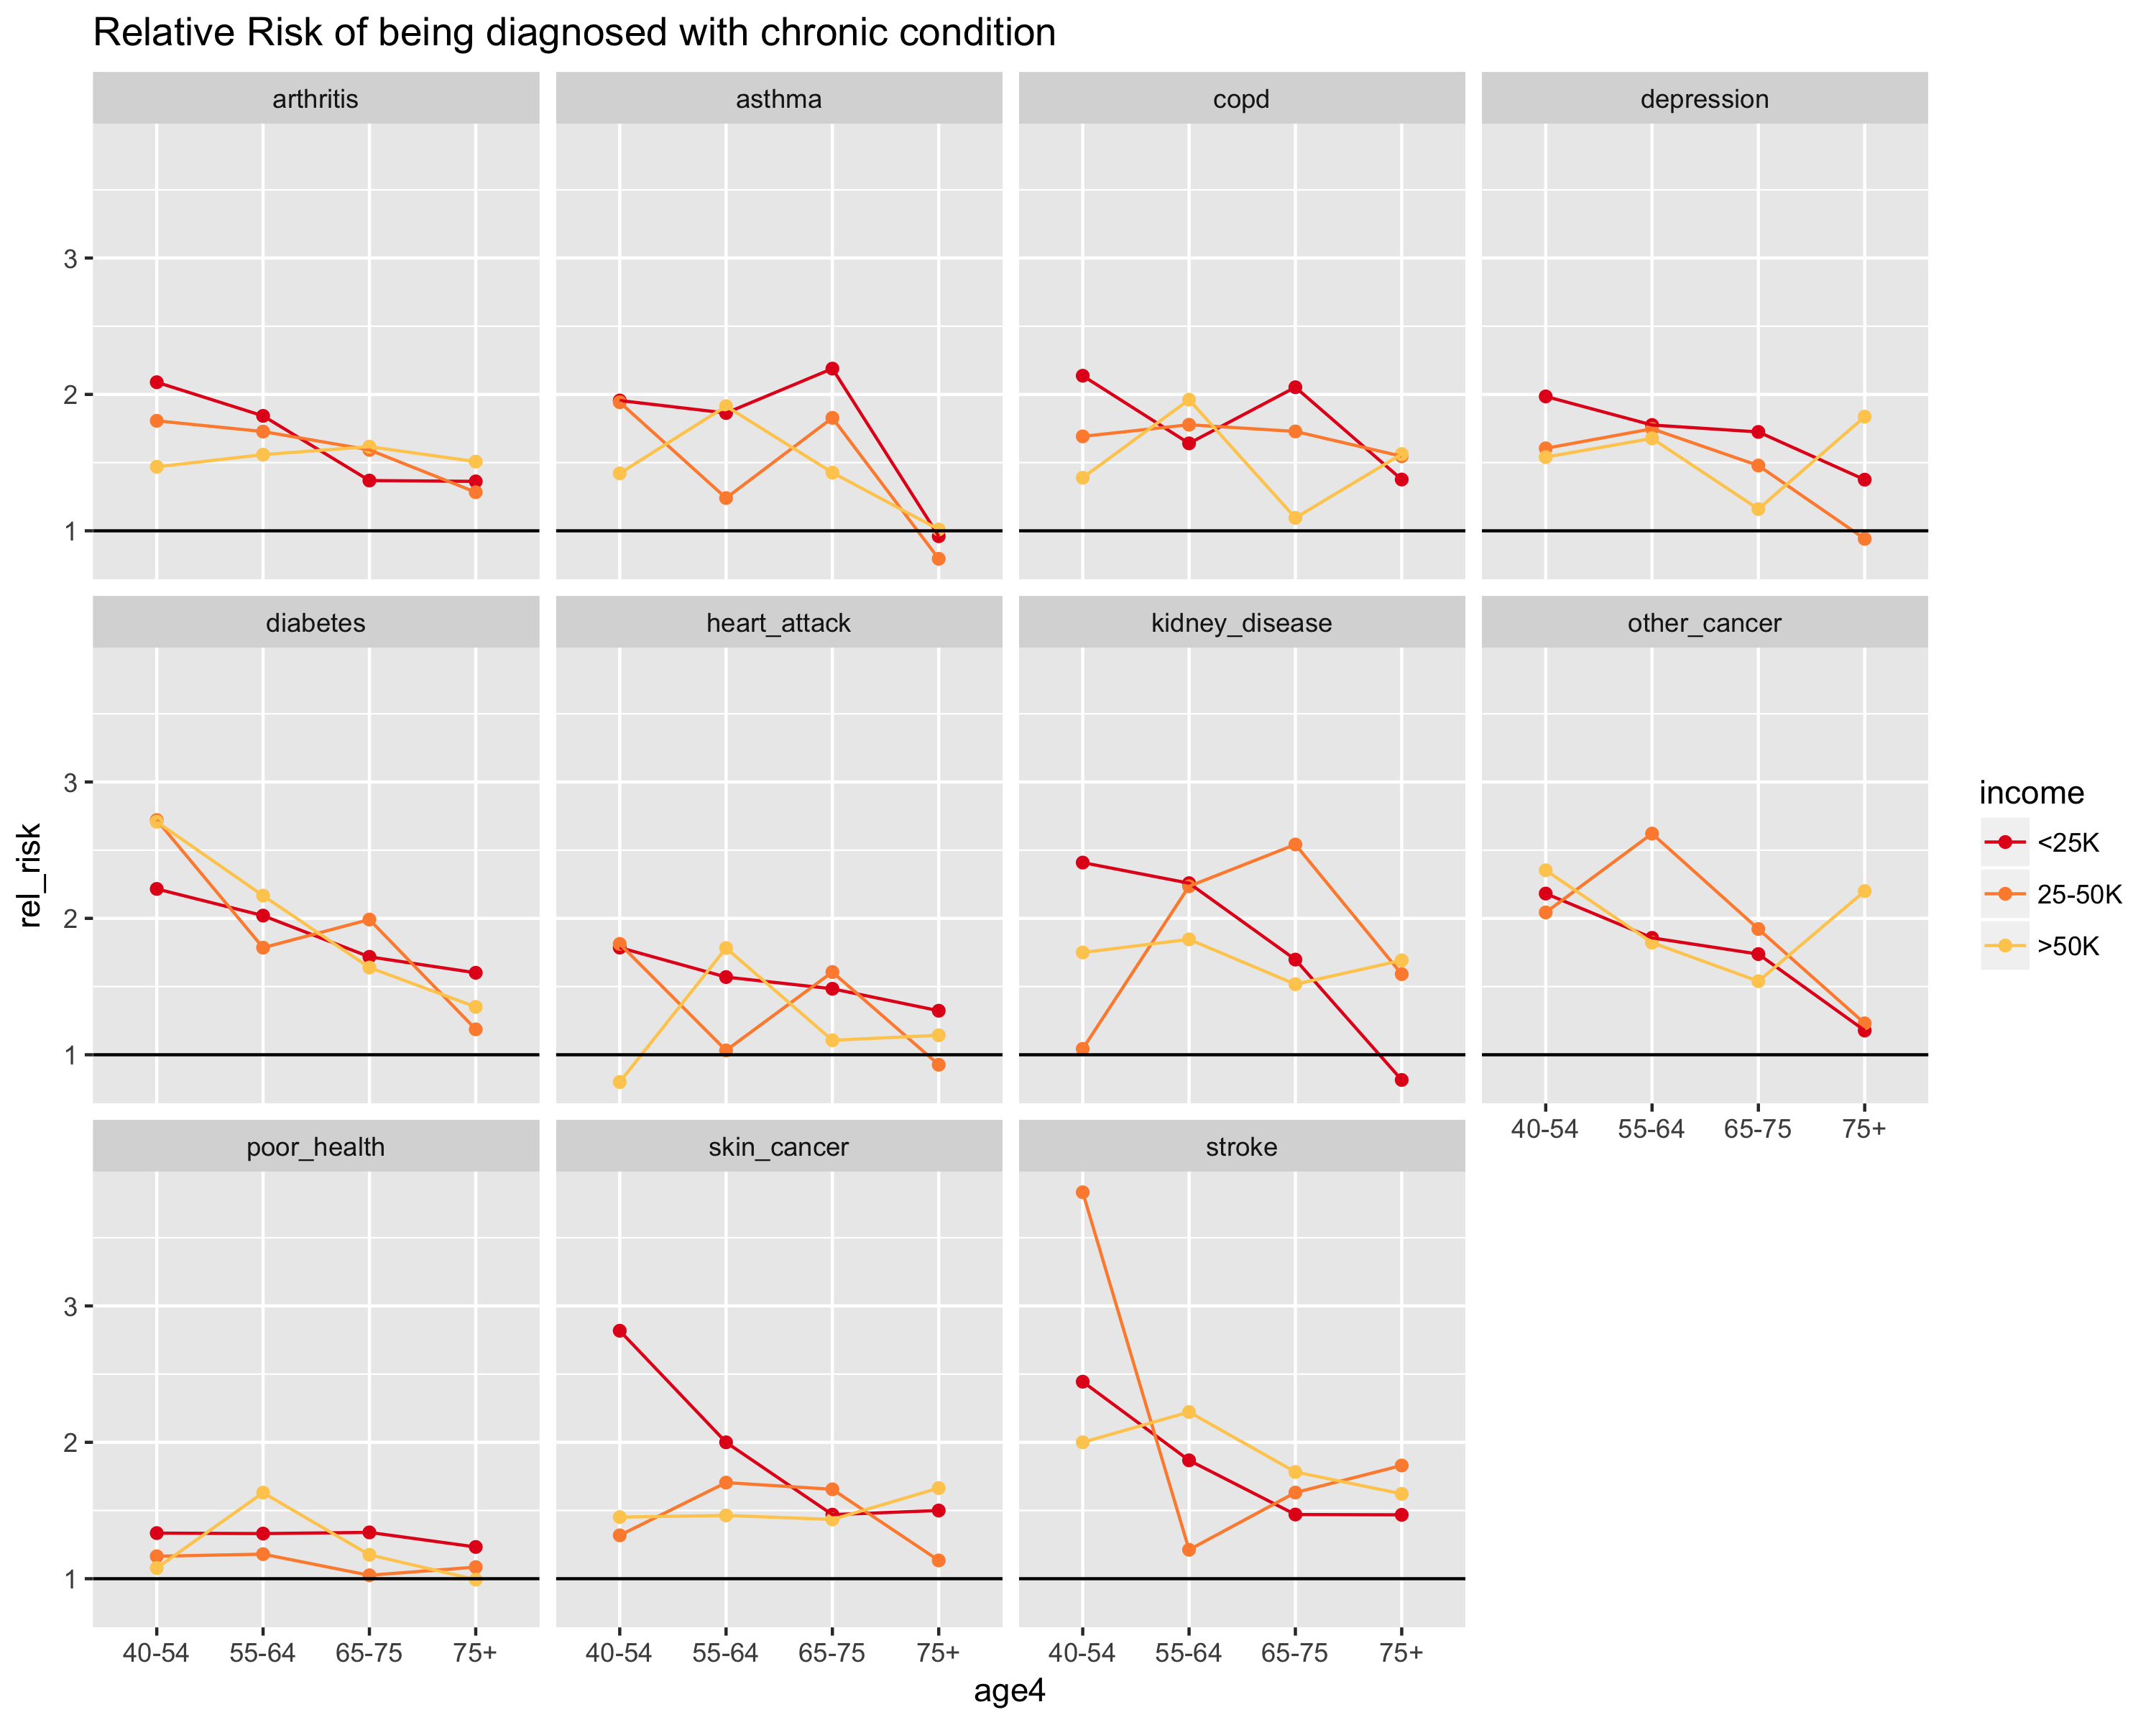 Relative Risk of being diagnosed with chronic condition
arthritis
asthma
copd
depression
3
2
1
diabetes
heart_attack
kidney_disease
other_cancer
3
2
1
rel_risk
income
<25K
25-50K
>50K
40-54 55-64 65-75 75+
poor_health
skin_cancer
stroke
3
2
1
40-54 55-64 65-75 75+
40-54 55-64 65-75 75+
40-54 55-64 65-75 75+
age4